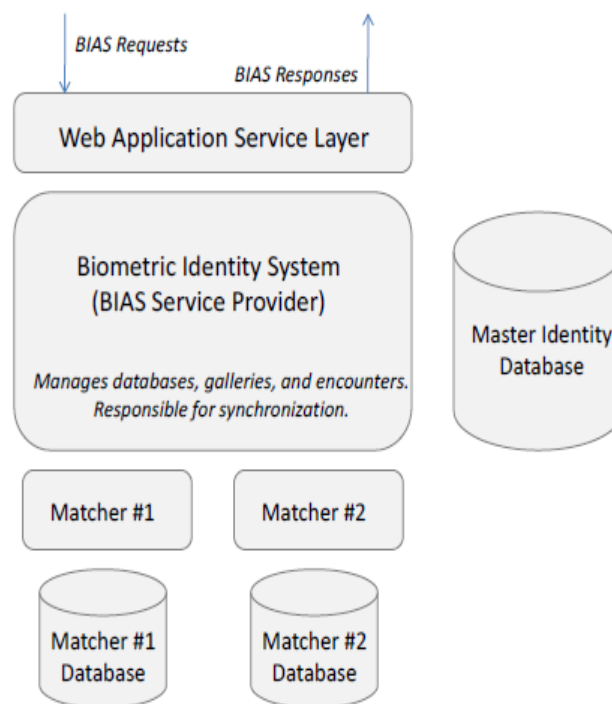 BIAS Requests
BIAS Responses
Web Application Service Layer
Biometric Identity System
(BIAS Service Provider)
Manages databases, galleries, and encounters.
Responsible for synchronization.
Master Identity
Database
Matcher #1
Matcher #2
Matcher #1
Database
Matcher #2
Database